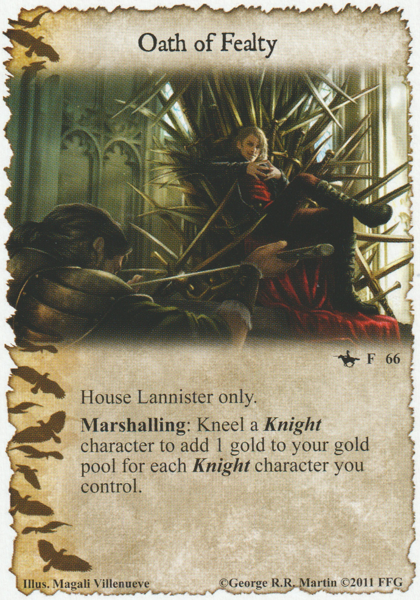 Oath of Fealty
F 66
House Lannister only.
Marshalling: Kneel a Knight
character to add 1 gold to your gold
pool for each Knight character you
control.
Illus. Magali Villenueve ©George R.R. Martin ©2011 FFG